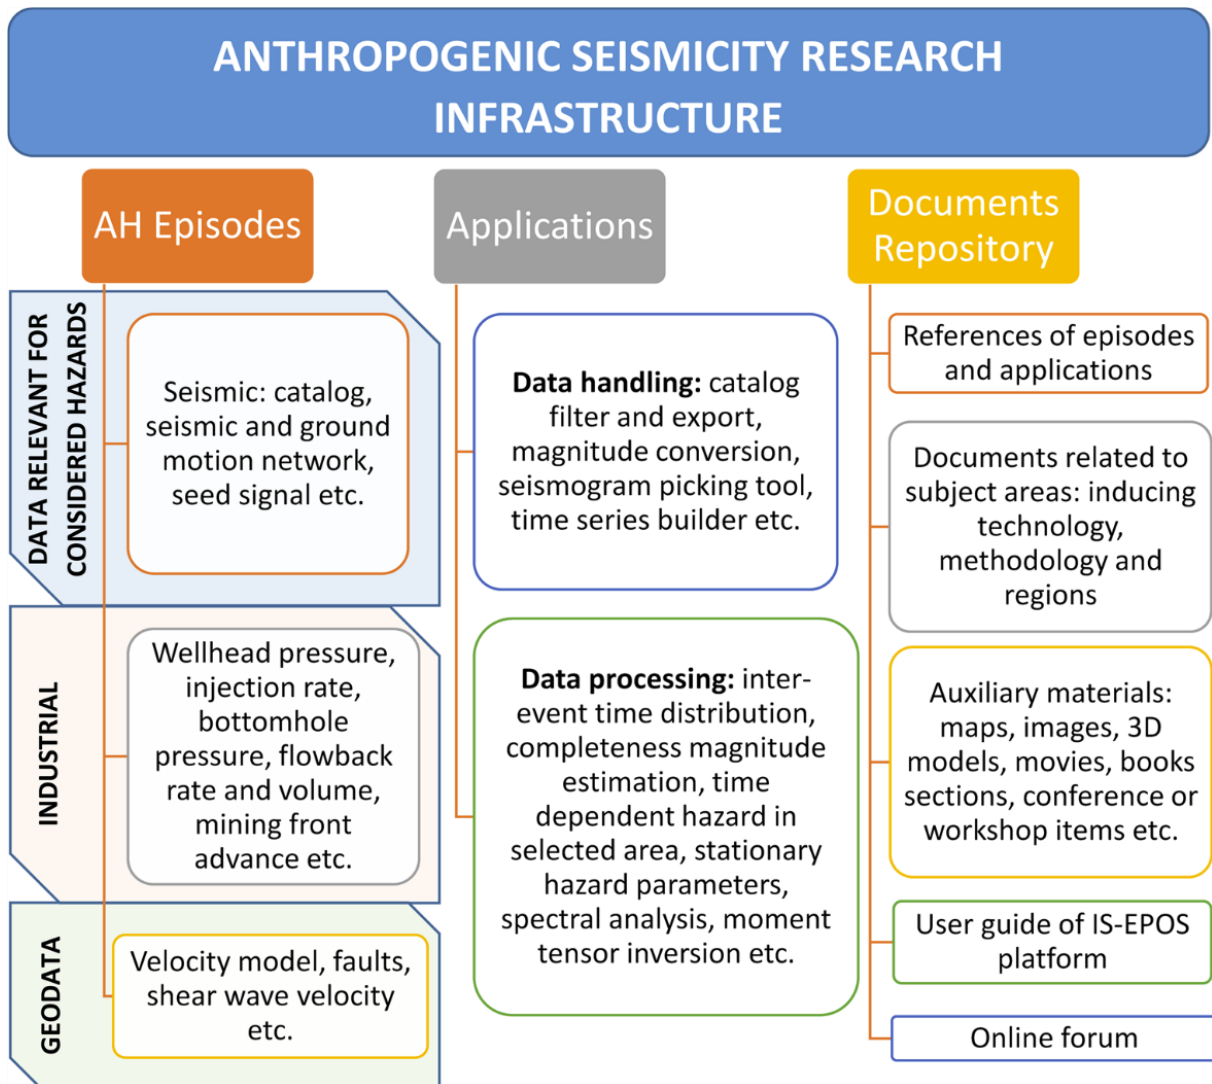 ANTHROPOGENIC SEISMICITY RESEARCH
INFRASTRUCTURE
AH Episodes
DATA RELEVANT FOR
CONSIDERED HAZARDS
Seismic: catalog,
seismic and ground
motion network,
seed signal etc.
INDUSTRIAL
Wellhead pressure,
injection rate,
bottomhole
pressure, flowback
rate and volume,
mining front
advance etc.
GEODATA
Velocity model, faults,
shear wave velocity
etc.
Applications
Data handling: catalog
filter and export,
magnitude conversion,
seismogram picking tool,
time series builder etc.
Data processing: inter-
event time distribution,
completeness magnitude
estimation, time
dependent hazard in
selected area, stationary
hazard parameters,
spectral analysis, moment
tensor inversion etc.
Documents
Repository
References of episodes
and applications
Documents related to
subject areas: inducing
technology,
methodology and
regions
Auxiliary materials:
maps, images, 3D
models, movies, books
sections, conference or
workshop items etc.
User guide of IS-EPOS
platform
Online forum